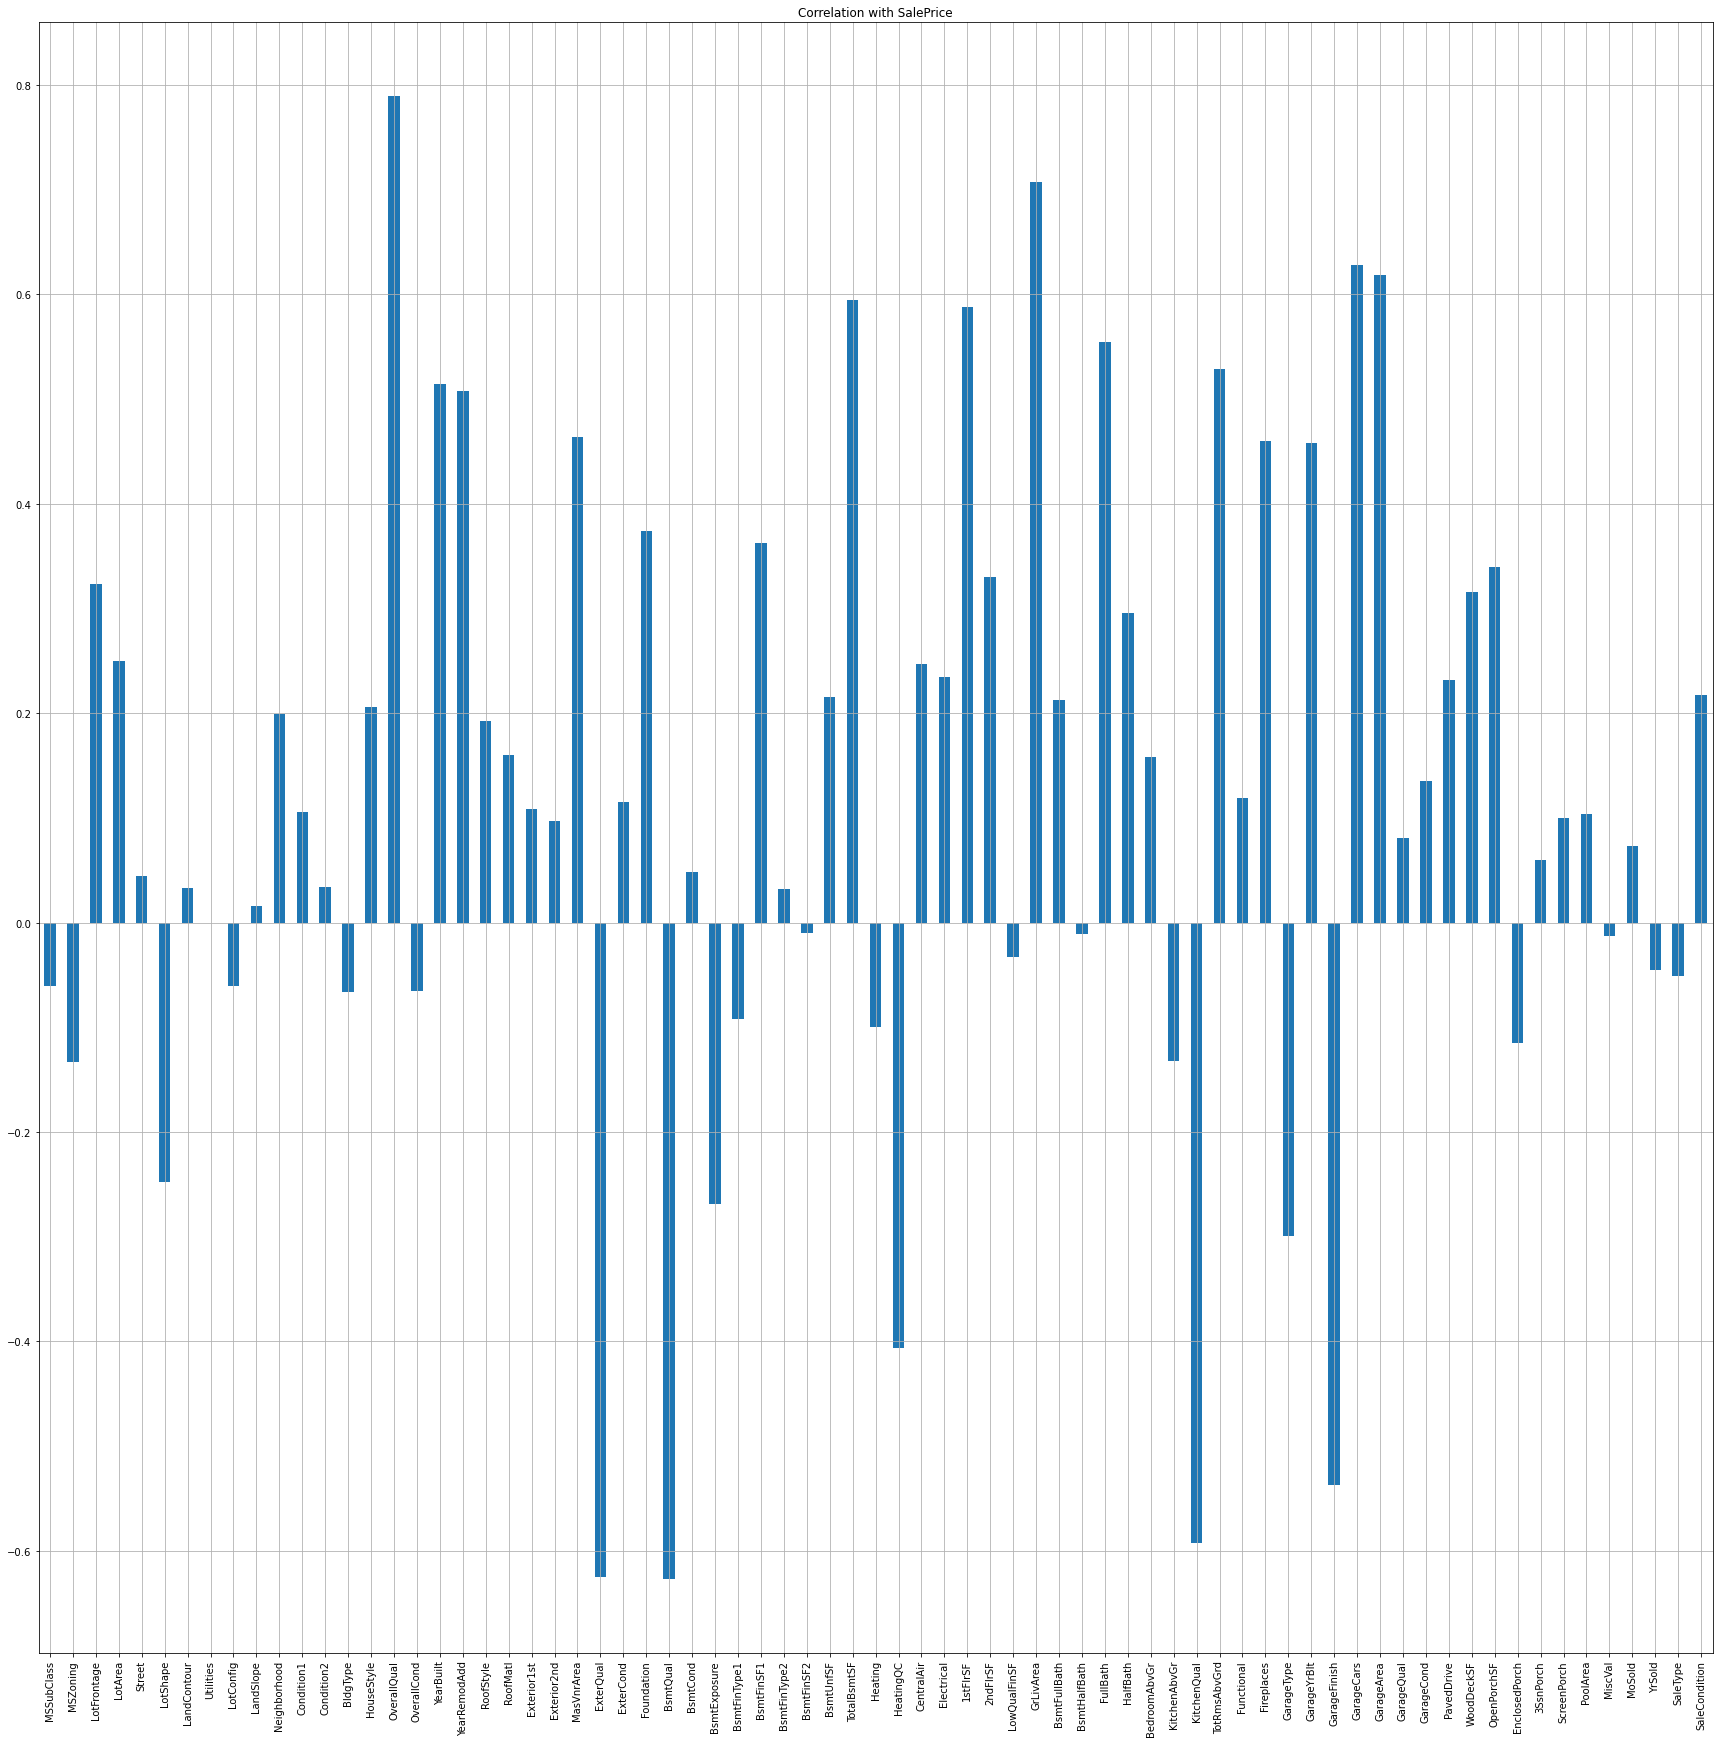 Correlation with SalePrice
0.8
0.6
0.4
0.2
0.0
−0.2
−0.4
−0.6
MSSubClass
MSZoning
LotFrontage
LotArea
Street
LotShape
LandContour
Utilities
LotConfig
LandSlope
Neighborhood
Condition1
Condition2
BldgType
HouseStyle
OverallQual
OverallCond
YearBuilt
YearRemodAdd
RoofStyle
RoofMatl
Exterior1st
Exterior2nd
MasVnrArea
ExterQual
ExterCond
Foundation
BsmtQual
BsmtCond
BsmtExposure
BsmtFinType1
BsmtFinSF1
BsmtFinType2
BsmtFinSF2
BsmtUnfSF
TotalBsmtSF
Heating
HeatingQC
CentralAir
Electrical
1stFlrSF
2ndFlrSF
LowQualFinSF
GrLivArea
BsmtFullBath
BsmtHalfBath
FullBath
HalfBath
BedroomAbvGr
KitchenAbvGr
KitchenQual
TotRmsAbvGrd
Functional
Fireplaces
GarageType
GarageYrBlt
GarageFinish
GarageCars
GarageArea
GarageQual
GarageCond
PavedDrive
WoodDeckSF
OpenPorchSF
EnclosedPorch
3SsnPorch
ScreenPorch
PoolArea
MiscVal
MoSold
YrSold
SaleType
SaleCondition